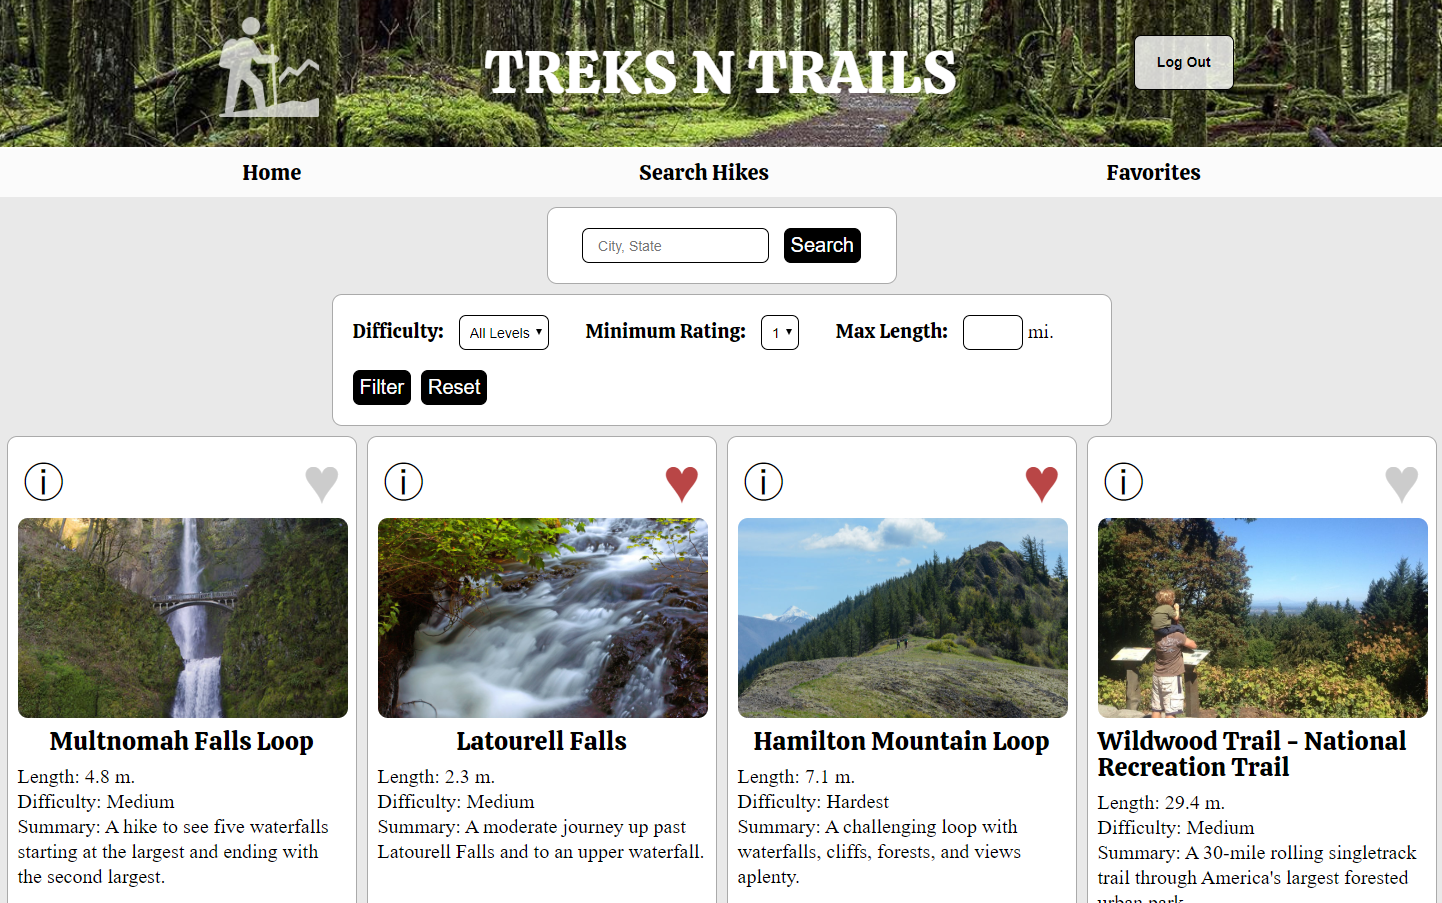 TREKS N TRAILS
Log Out
Home Search Hikes Favorites
City, State Search
Difficulty: All Levels Minimum Rating: 1 Max Length: mi.
Filter Reset
Multnomah Falls Loop
Length: 4.8 m.
Difficulty: Medium
Summary: A hike to see five waterfalls
starting at the largest and ending with
the second largest.
Latourell Falls
Length: 2.3 m.
Difficulty: Medium
Summary: A moderate journey up past
Latourell Falls and to an upper waterfall.
Hamilton Mountain Loop
Length: 7.1 m.
Difficulty: Hardest
Summary: A challenging loop with
waterfalls, cliffs, forests, and views
aplenty.
Wildwood Trail - National
Recreation Trail
Length: 29.4 m.
Difficulty: Medium
Summary: A 30-mile rolling singletrack
trail through America's largest forested
urban park